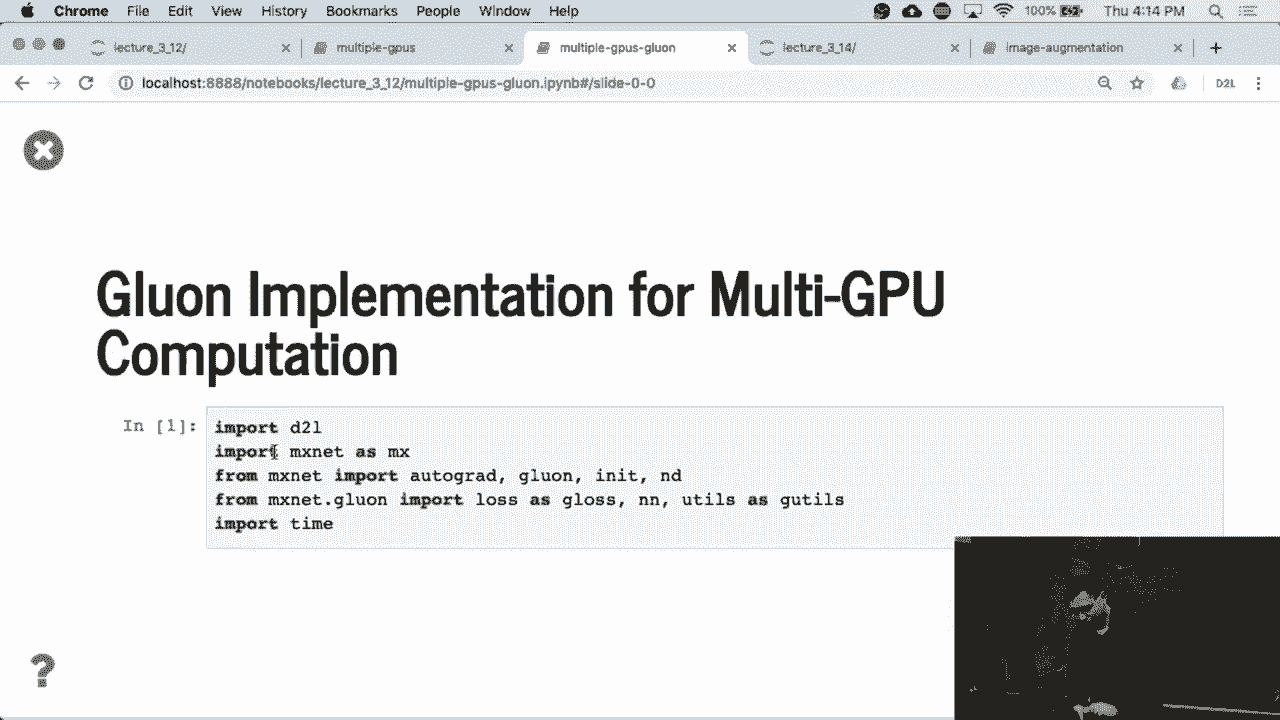 Chrome File Edit View History Bookmarks People Window Help 100% Thu 4:14 PM
lecture_3_12/ multiple-gpus multiple-gpus-gluon lecture_3_14/ image-augmentation
localhost:8888/notebooks/lecture_3_12/multiple-gpus-gluon.ipynb#/slide-0-0 D2L
Gluon Implementation for Multi-GPU
Computation
In [1]: import d2l
import mxnet as mx
from mxnet import autograd, gluon, init, nd
from mxnet.gluon import loss as gloss, nn, utils as gutils
import time
?